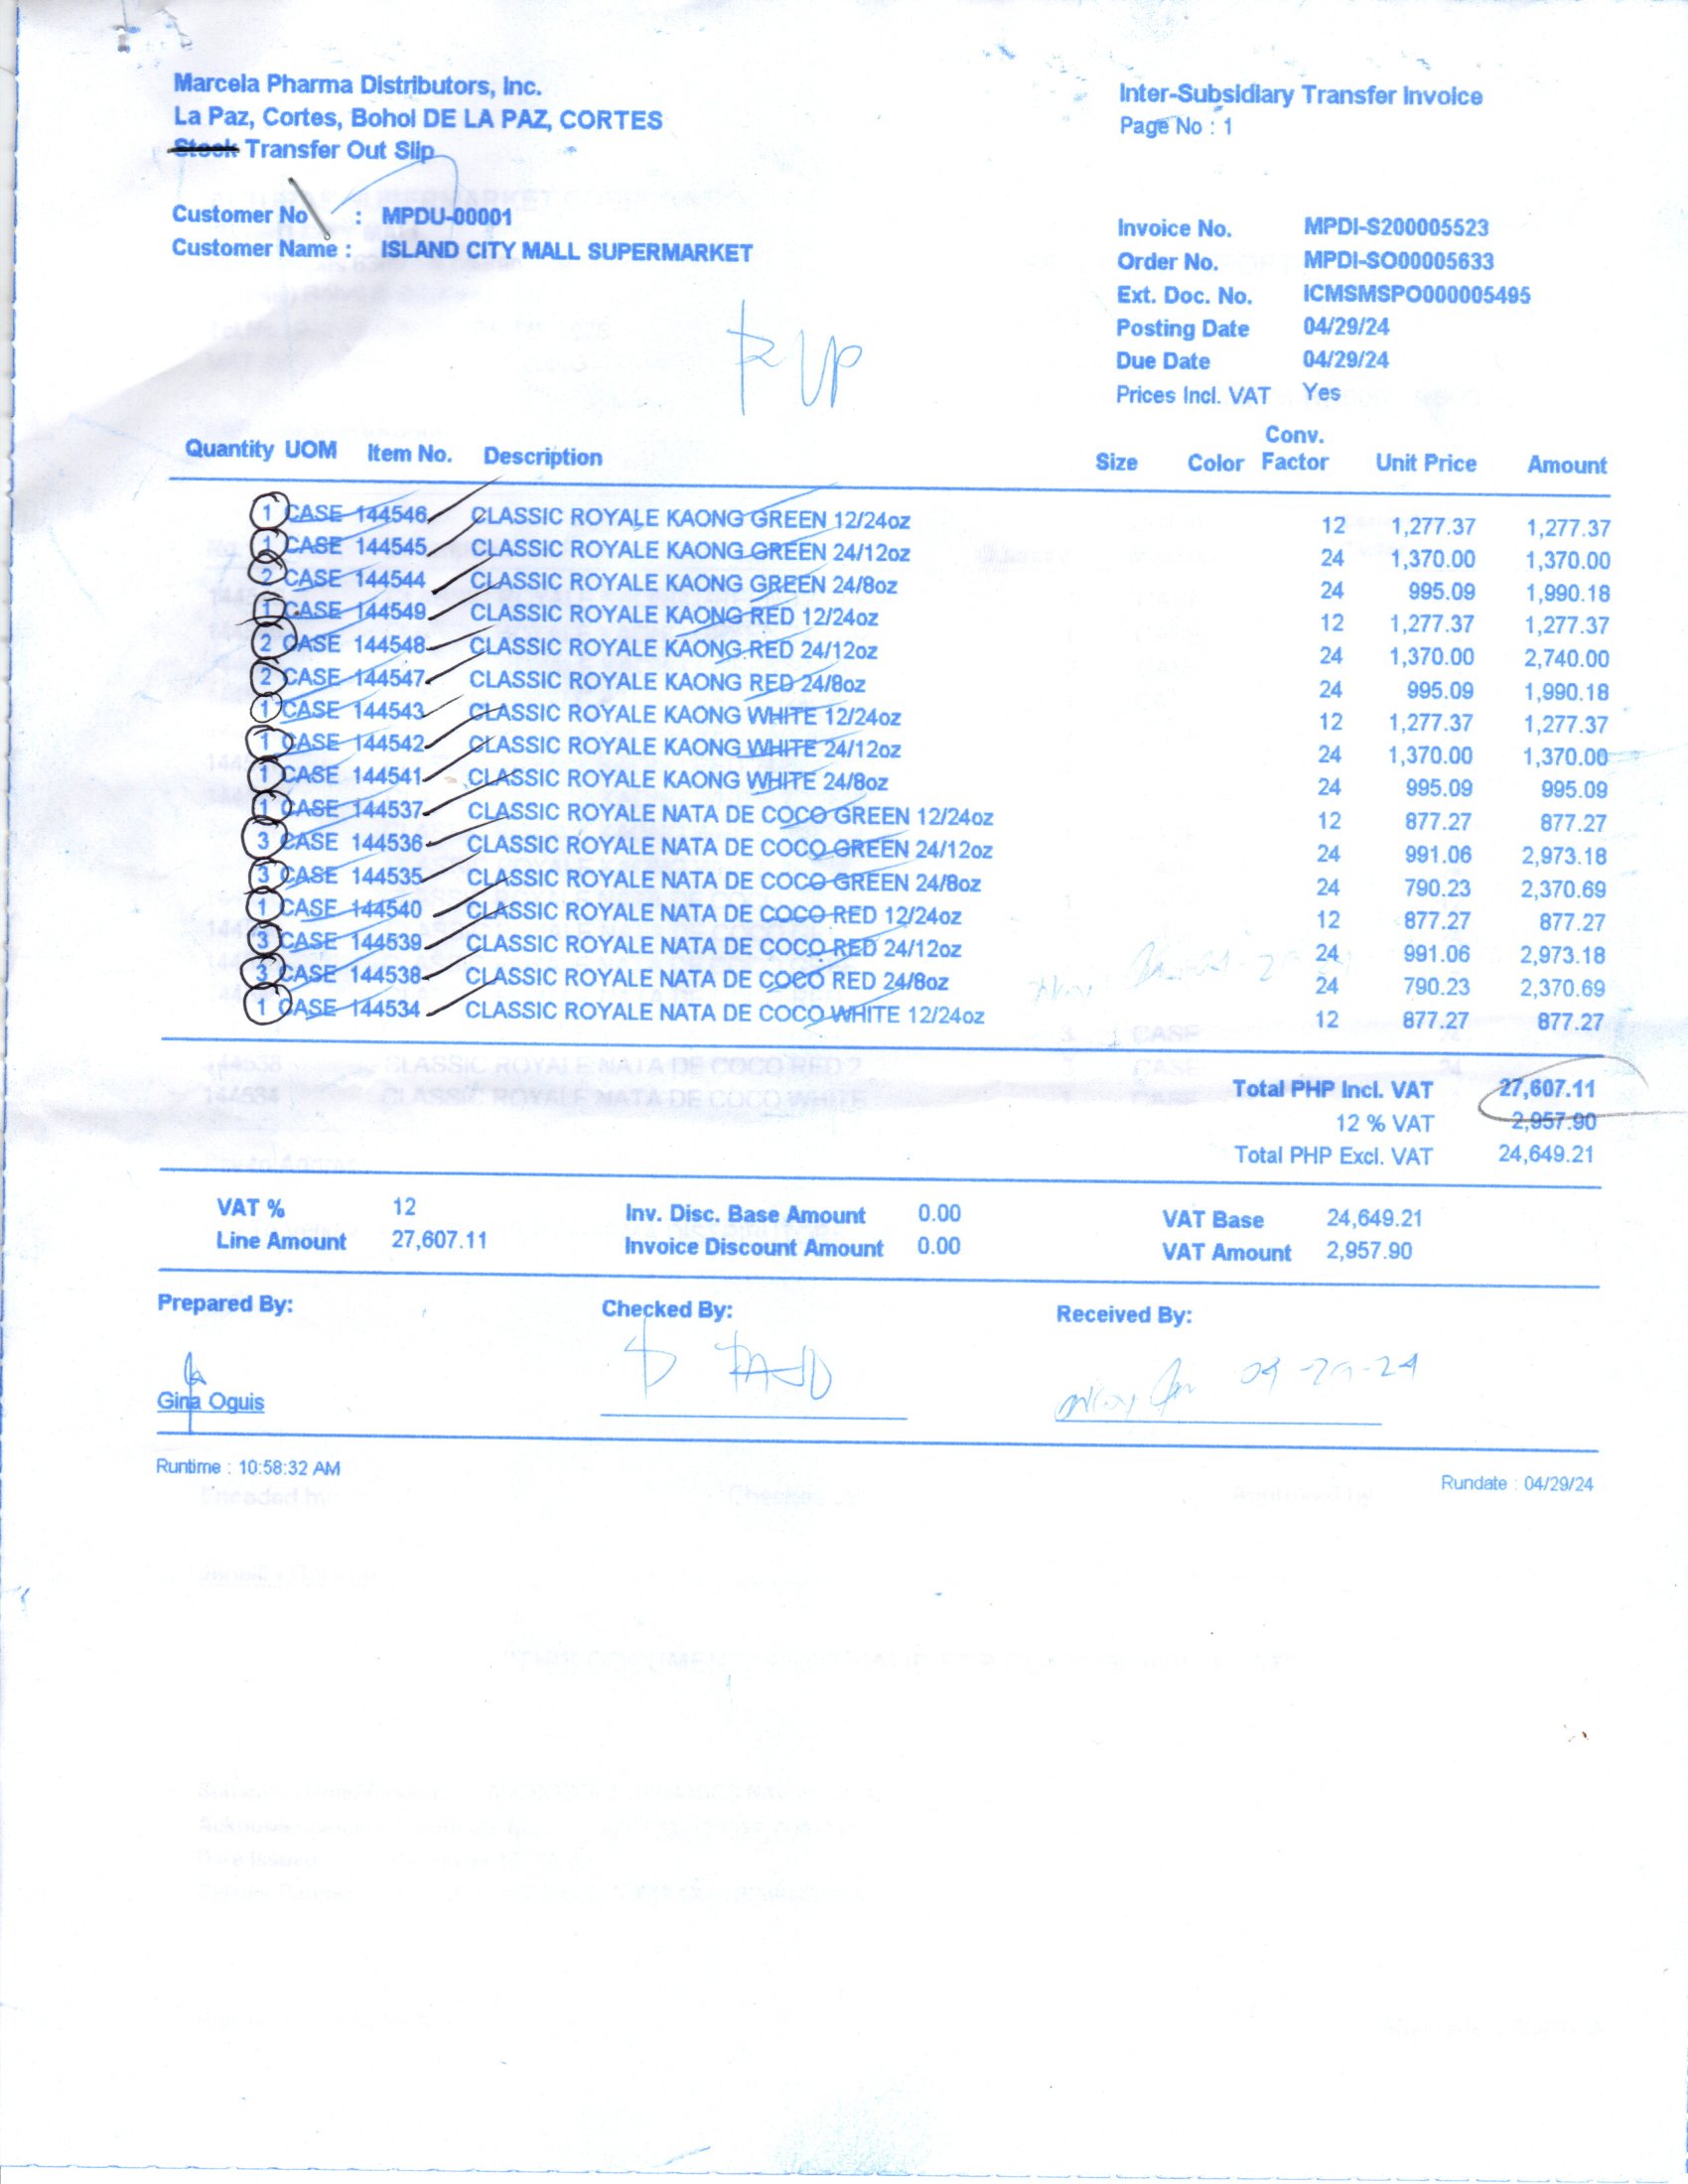 Marcela Pharma Distributors, Inc.
La Paz, Cortes, Bohol DE LA PAZ, CORTES
Stock Transfer Out Slip
Inter-Subsidiary Transfer Invoice
Page No : 1
Customer No : MPDU-00001
Customer Name : ISLAND CITY MALL SUPERMARKET
Invoice No. MPDI-S200005523
Order No. MPDI-SO00005633
Ext. Doc. No. ICMSMSPO000005495
Posting Date 04/29/24
Due Date 04/29/24
Prices Incl. VAT Yes
Quantity UOM Item No. Description Size Color Conv. Factor Unit Price Amount
1 CASE 144546 CLASSIC ROYALE KAONG GREEN 12/24oz 12 1,277.37 1,277.37
1 CASE 144545 CLASSIC ROYALE KAONG GREEN 24/12oz 24 1,370.00 1,370.00
2 CASE 144544 CLASSIC ROYALE KAONG GREEN 24/8oz 24 995.09 1,990.18
1 CASE 144549 CLASSIC ROYALE KAONG RED 12/24oz 12 1,277.37 1,277.37
2 CASE 144548 CLASSIC ROYALE KAONG RED 24/12oz 24 1,370.00 2,740.00
2 CASE 144547 CLASSIC ROYALE KAONG RED 24/8oz 24 995.09 1,990.18
1 CASE 144543 CLASSIC ROYALE KAONG WHITE 12/24oz 12 1,277.37 1,277.37
1 CASE 144542 CLASSIC ROYALE KAONG WHITE 24/12oz 24 1,370.00 1,370.00
1 CASE 144541 CLASSIC ROYALE KAONG WHITE 24/8oz 24 995.09 995.09
1 CASE 144537 CLASSIC ROYALE NATA DE COCO GREEN 12/24oz 12 877.27 877.27
3 CASE 144536 CLASSIC ROYALE NATA DE COCO GREEN 24/12oz 24 991.06 2,973.18
3 CASE 144535 CLASSIC ROYALE NATA DE COCO GREEN 24/8oz 24 790.23 2,370.69
1 CASE 144540 CLASSIC ROYALE NATA DE COCO RED 12/24oz 12 877.27 877.27
3 CASE 144539 CLASSIC ROYALE NATA DE COCO RED 24/12oz 24 991.06 2,973.18
3 CASE 144538 CLASSIC ROYALE NATA DE COCO RED 24/8oz 24 790.23 2,370.69
1 CASE 144534 CLASSIC ROYALE NATA DE COCO WHITE 12/24oz 12 877.27 877.27
Total PHP Incl. VAT 27,607.11
12 % VAT 2,957.90
Total PHP Excl. VAT 24,649.21
VAT % 12 Inv. Disc. Base Amount 0.00 VAT Base 24,649.21
Line Amount 27,607.11 Invoice Discount Amount 0.00 VAT Amount 2,957.90
Prepared By: Checked By: Received By:
04-29-24
Gina Oguis
Runtime : 10:58:32 AM
Rundate : 04/29/24